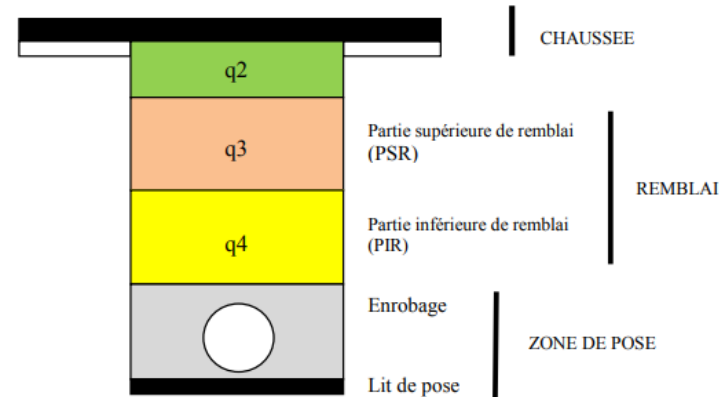 CHAUSSEE
q2
q3
Partie supérieure de remblai
(PSR)
REMBLAI
q4
Partie inférieure de remblai
(PIR)
Enrobage
ZONE DE POSE
Lit de pose